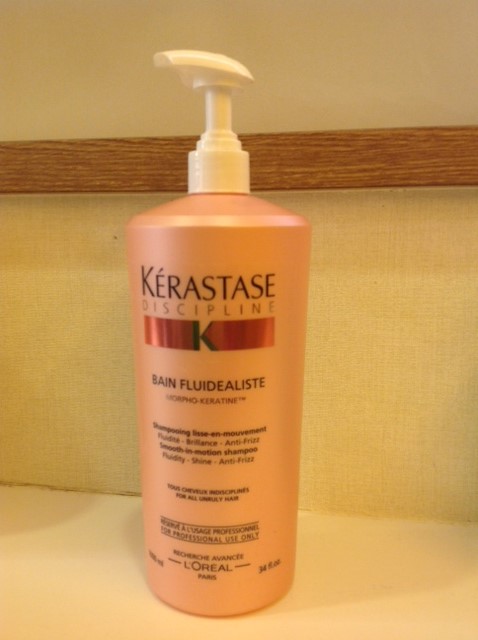 KÉRASTASE
DISCIPLINE
K
BAIN FLUIDEALISTE
MORPHO-KERATINE™
Shampooing lisse-en-mouvement
Fluidité - Brillance - Anti-Frizz
Smooth-in-motion shampoo
Fluidity - Shine - Anti-Frizz
TOUS CHEVEUX INDISCIPLINÉS
FOR ALL UNRULY HAIR
RÉSERVÉ À L'USAGE PROFESSIONNEL
FOR PROFESSIONAL USE ONLY
RECHERCHE AVANCÉE
L'ORÉAL
PARIS
ml 34 fl.oz.